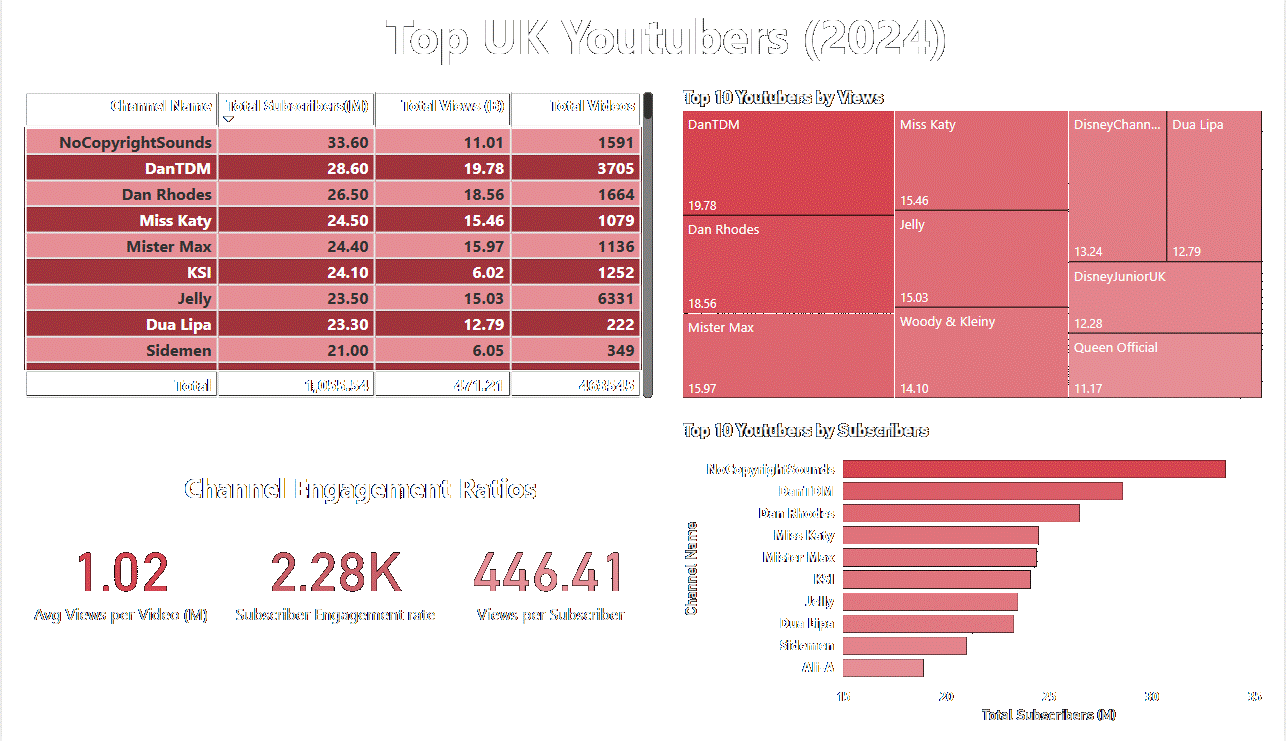 Top UK Youtubers (2024)
Channel Name Total Subscribers(M) Total Views (B) Total Videos
NoCopyrightSounds 33.60 11.01 1591
DanTDM 28.60 19.78 3705
Dan Rhodes 26.50 18.56 1664
Miss Katy 24.50 15.46 1079
Mister Max 24.40 15.97 1136
KSI 24.10 6.02 1252
Jelly 23.50 15.03 6331
Dua Lipa 23.30 12.79 222
Sidemen 21.00 6.05 349
Total 471.21
Top 10 Youtubers by Views
DanTDM
19.78
Dan Rhodes
18.56
Mister Max
15.97
Miss Katy
15.46
Jelly
15.03
Woody & Kleiny
14.10
DisneyChann...
13.24
Dua Lipa
12.79
DisneyJuniorUK
12.28
Queen Official
11.17
Channel Engagement Ratios
1.02
Avg Views per Video (M)
2.28K
Subscriber Engagement rate
446.41
Views per Subscriber
Top 10 Youtubers by Subscribers
Channel Name
NoCopyrightSounds
DanTDM
Dan Rhodes
Miss Katy
Mister Max
KSI
Jelly
Dua Lipa
Sidemen
Ali-A
15 20 25 30 35
Total Subscribers (M)